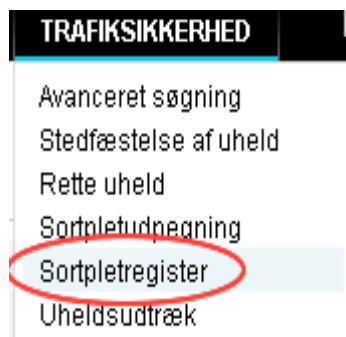 TRAFIKSIKKERHED
Avanceret søgning
Stedfæstelse af uheld
Rette uheld
Sortpletudpegning
Sortpletregister
Uheldsudtræk